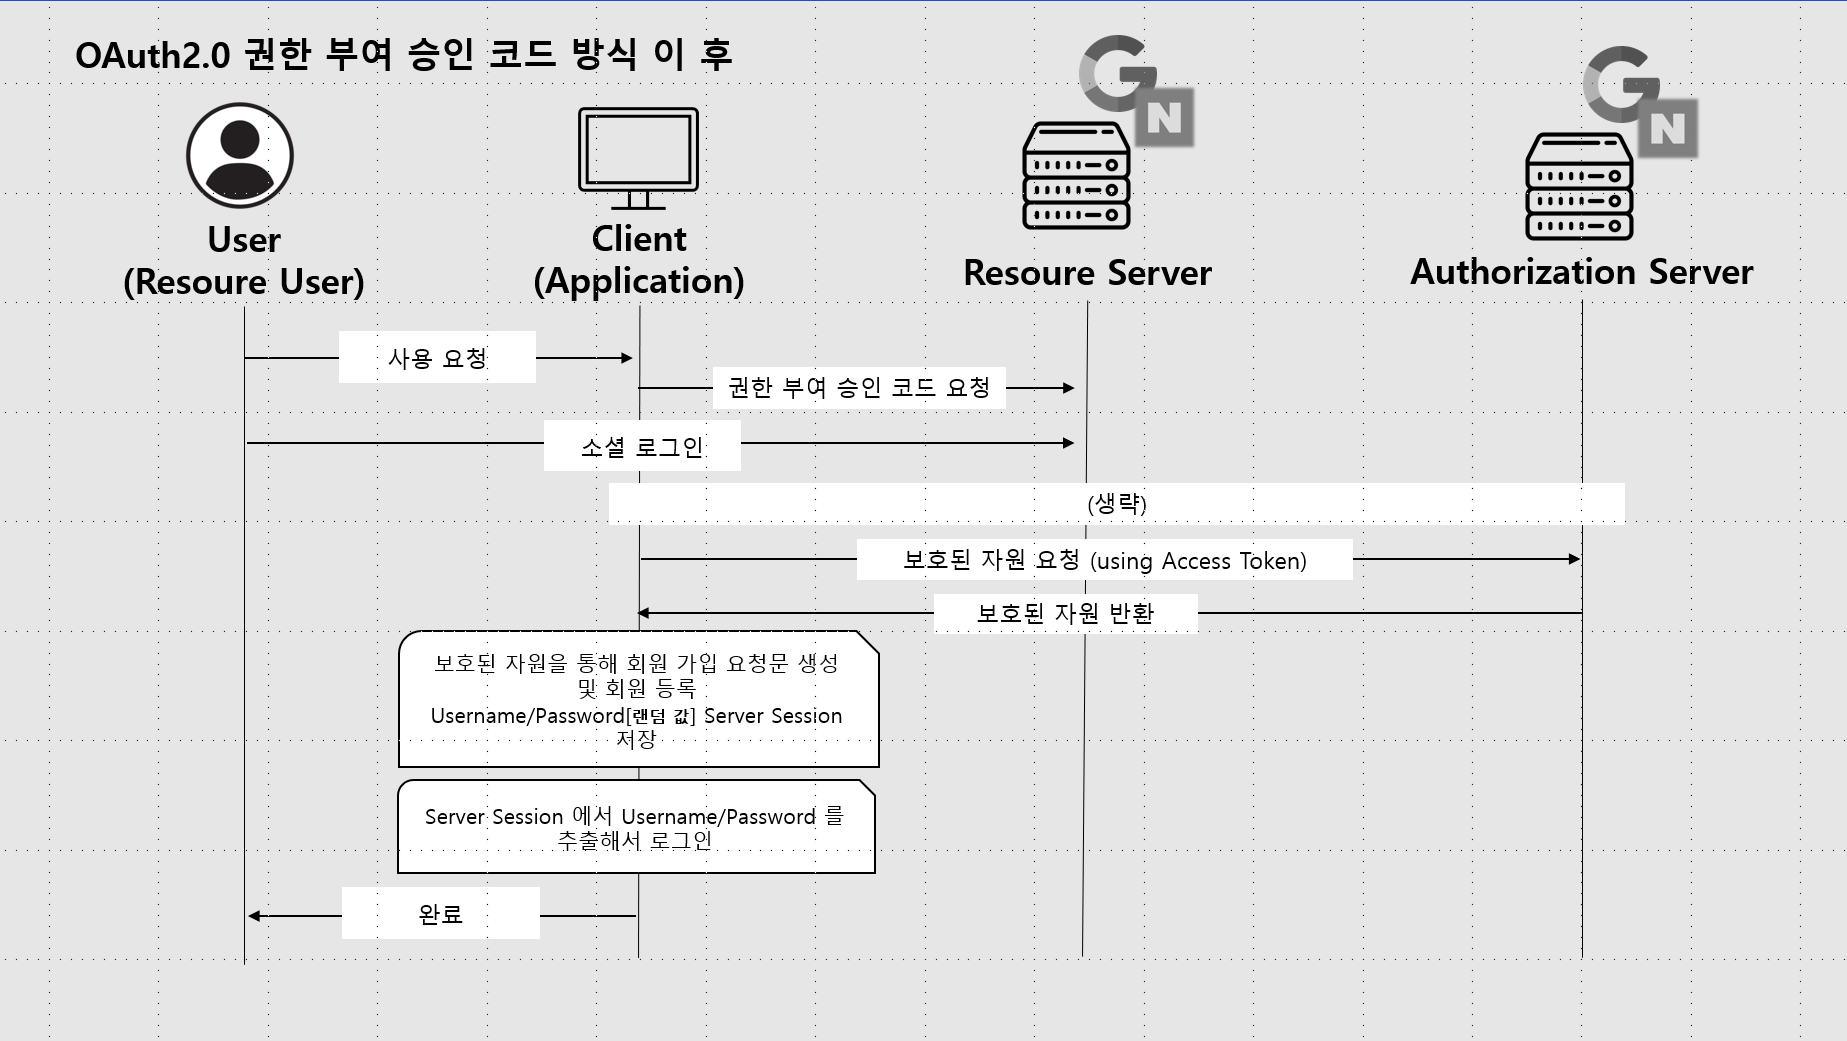 OAuth2.0 권한 부여 승인 코드 방식 이 후
G
N
G
N
User
(Resoure User)
Client
(Application)
Resoure Server
Authorization Server
사용 요청
권한 부여 승인 코드 요청
소셜 로그인
(생략)
보호된 자원 요청 (using Access Token)
보호된 자원 반환
보호된 자원을 통해 회원 가입 요청문 생성
및 회원 등록
Username/Password[랜덤 값] Server Session
저장
Server Session 에서 Username/Password 를
추출해서 로그인
완료